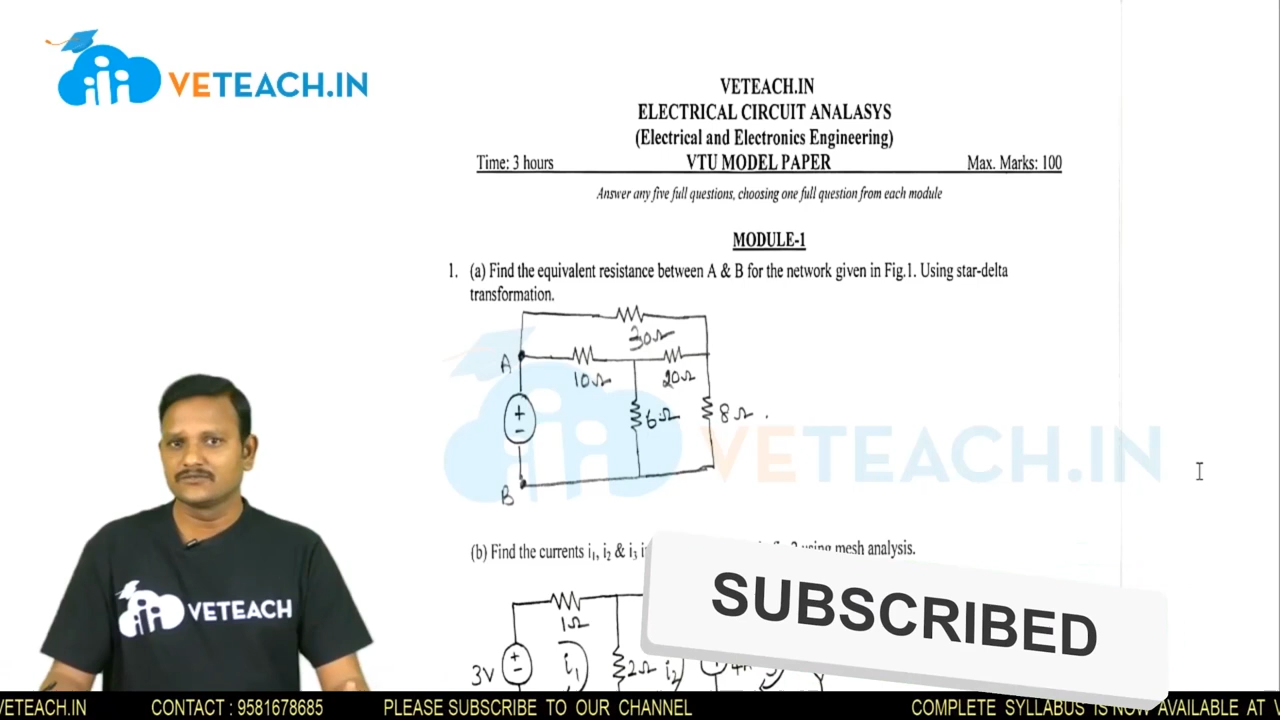 VETEACH.IN
VETEACH.IN
ELECTRICAL CIRCUIT ANALASYS
(Electrical and Electronics Engineering)
Time: 3 hours VTU MODEL PAPER Max. Marks: 100
Answer any five full questions, choosing one full question from each module
MODULE-1
1. (a) Find the equivalent resistance between A & B for the network given in Fig.1. Using star-delta
transformation.
30Ω
A
10Ω 20Ω
+
-
6Ω 8Ω
B
VETEACH.IN
(b) Find the currents i₁, i₂ & i₃ using mesh analysis.
SUBSCRIBED
1Ω
3V + - i₁ 2Ω i₂
VETEACH
VETEACH.IN CONTACT : 9581678685 PLEASE SUBSCRIBE TO OUR CHANNEL COMPLETE SYLLABUS IS NOW AVAILABLE AT